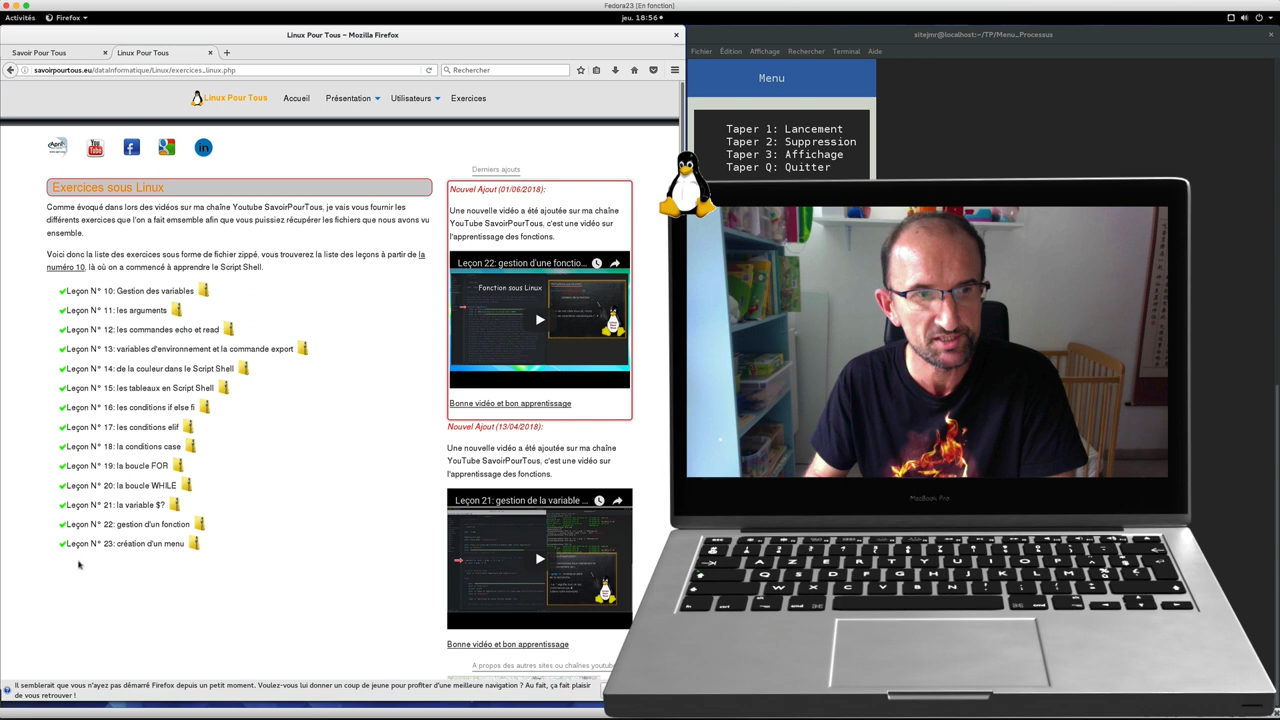 Fedora23 [En fonction]
Activités Firefox jeu. 18:56
Linux Pour Tous – Mozilla Firefox
Savoir Pour Tous × Linux Pour Tous × +
savoirpourtous.eu/dataInformatique/Linux/exercices_linux.php
Rechercher
Linux Pour Tous Accueil Présentation Utilisateurs Exercices
April
You Tube f g in
Exercices sous Linux
Comme évoqué dans lors des vidéos sur ma chaîne Youtube SavoirPourTous, je vais vous fournir les
différents exercices que l'on a fait emsemble afin que vous puissiez récupérer les fichiers que nous avons vu
ensemble.
Voici donc la liste des exercices sous forme de fichier zippé, vous trouverez la liste des leçons à partir de la
numéro 10, là où on a commencé à apprendre le Script Shell.
Leçon N° 10: Gestion des variables
Leçon N° 11: les arguments
Leçon N° 12: les commandes echo et read
Leçon N° 13: variables d'environnement et la commande export
Leçon N° 14: de la couleur dans le Script Shell
Leçon N° 15: les tableaux en Script Shell
Leçon N° 16: les conditions if else fi
Leçon N° 17: les conditions elif
Leçon N° 18: la conditions case
Leçon N° 19: la boucle FOR
Leçon N° 20: la boucle WHILE
Leçon N° 21: la variable $?
Leçon N° 22: gestion d'un fonction
Leçon N° 23: création d'un menu
Derniers ajouts
Nouvel Ajout (01/06/2018):
Une nouvelle vidéo a été ajoutée sur ma chaîne
YouTube SavoirPourTous, c'est une vidéo sur
l'apprentissage des fonctions.
Leçon 22: gestion d'une fonctio...
Fonction sous Linux
Bonne vidéo et bon apprentissage
Nouvel Ajout (13/04/2018):
Une nouvelle vidéo a été ajoutée sur ma chaîne
YouTube SavoirPourTous, c'est une vidéo sur
l'apprentissage des fonctions.
Leçon 21: gestion de la variable ...
Bonne vidéo et bon apprentissage
A propos des autres sites ou chaînes youtube
Il semblerait que vous n'ayez pas démarré Firefox depuis un petit moment. Voulez-vous lui donner un coup de jeune pour profiter d'une meilleure navigation ? Au fait, ça fait plaisir
de vous retrouver !
sitejmr@localhost:~/TP/Menu_Processus
Fichier Édition Affichage Rechercher Terminal Aide
Menu
Taper 1: Lancement
Taper 2: Suppression
Taper 3: Affichage
Taper Q: Quitter
MacBook Pro